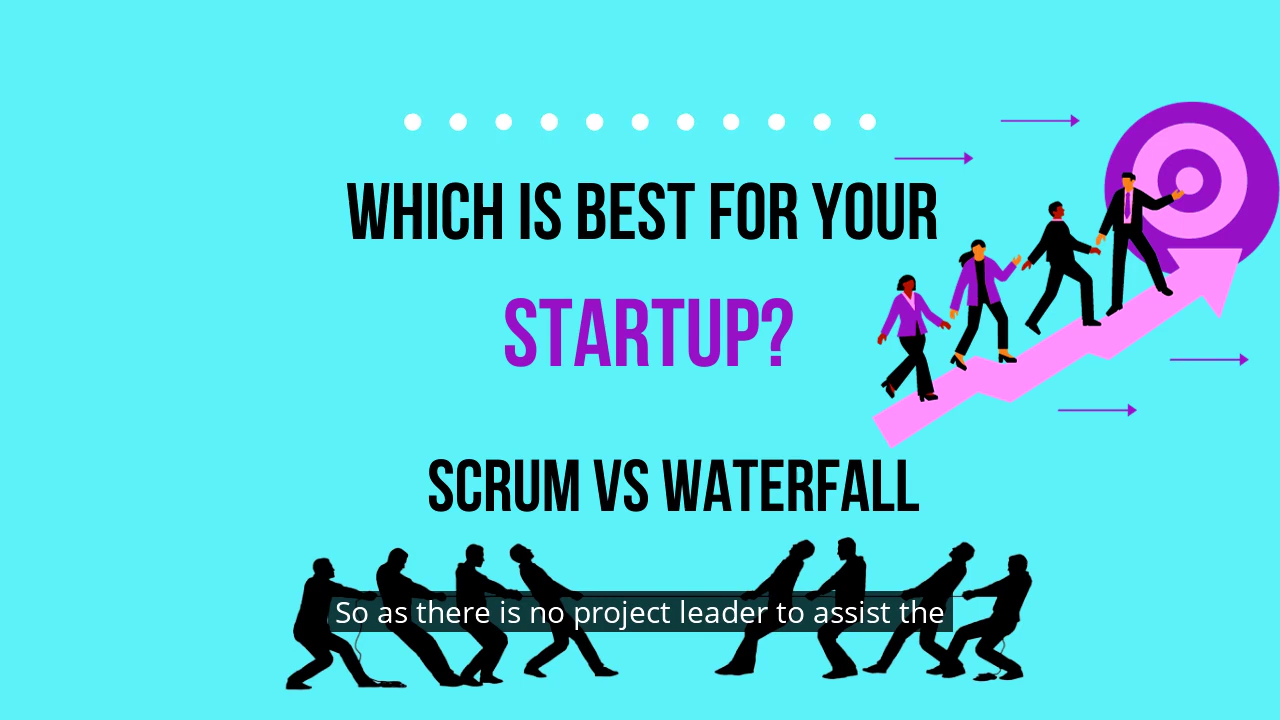 WHICH IS BEST FOR YOUR
STARTUP?
SCRUM VS WATERFALL
So as there is no project leader to assist the